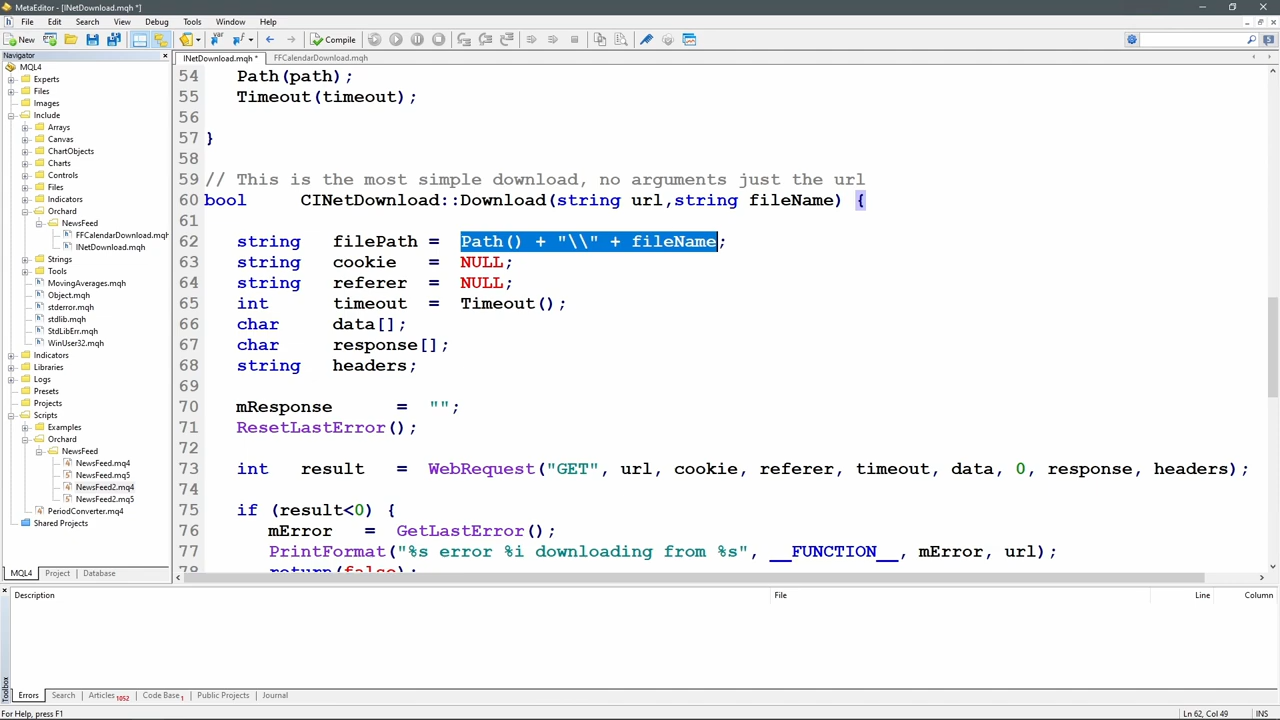 MetaEditor - [INetDownload.mqh *]
File Edit Search View Debug Tools Window Help
New Compile
Navigator
INetDownload.mqh * FFCalendarDownload.mqh
MQL4
Experts
Files
Images
Include
Arrays
Canvas
ChartObjects
Charts
Controls
Files
Indicators
Orchard
NewsFeed
FFCalendarDownload.mqh
INetDownload.mqh
Strings
Tools
MovingAverages.mqh
Object.mqh
stderror.mqh
stdlib.mqh
StdLibErr.mqh
WinUser32.mqh
Indicators
Libraries
Logs
Presets
Projects
Scripts
Examples
Orchard
NewsFeed
NewsFeed.mq4
NewsFeed.mq5
NewsFeed2.mq4
NewsFeed2.mq5
PeriodConverter.mq4
Shared Projects
MQL4 Project Database
54 Path(path);
55 Timeout(timeout);
56
57 }
58
59 // This is the most simple download, no arguments just the url
60 bool CINetDownload::Download(string url,string fileName) {
61
62 string filePath = Path() + "\\" + fileName;
63 string cookie = NULL;
64 string referer = NULL;
65 int timeout = Timeout();
66 char data[];
67 char response[];
68 string headers;
69
70 mResponse = "";
71 ResetLastError();
72
73 int result = WebRequest("GET", url, cookie, referer, timeout, data, 0, response, headers);
74
75 if (result<0) {
76 mError = GetLastError();
77 PrintFormat("%s error %i downloading from %s", __FUNCTION__, mError, url);
78 return(false);
Description File Line Column
Toolbox
Errors Search Articles 1052 Code Base 1 Public Projects Journal
For Help, press F1 Ln 62, Col 49 INS